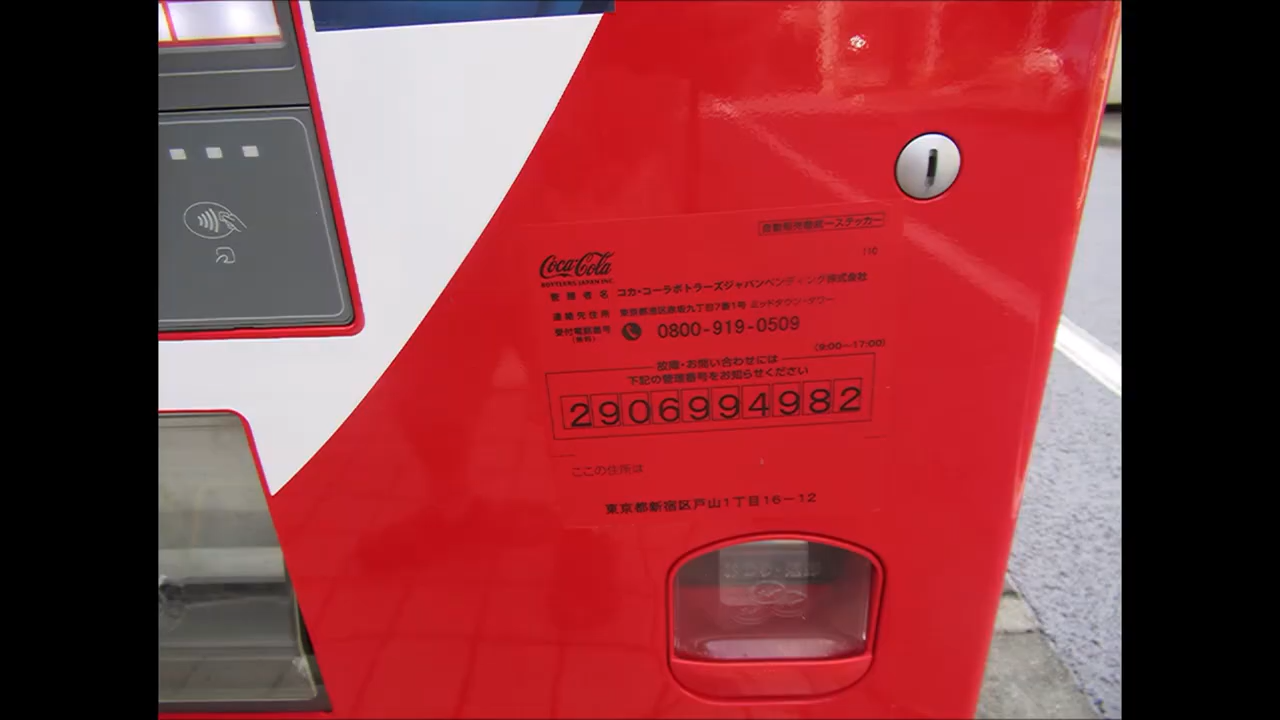 自動販売機統一ステッカー
110
Coca-Cola
BOTTLERS JAPAN INC.
管理者名 コカ・コーラボトラーズジャパンベンディング株式会社
連絡先住所 東京都港区赤坂九丁目7番1号 ミッドタウン・タワー
受付電話番号 0800-919-0509
(無料)
(9:00〜17:00)
故障・お問い合わせには
下記の管理番号をお知らせください
2906994982
ここの住所は
東京都新宿区戸山1丁目16−12